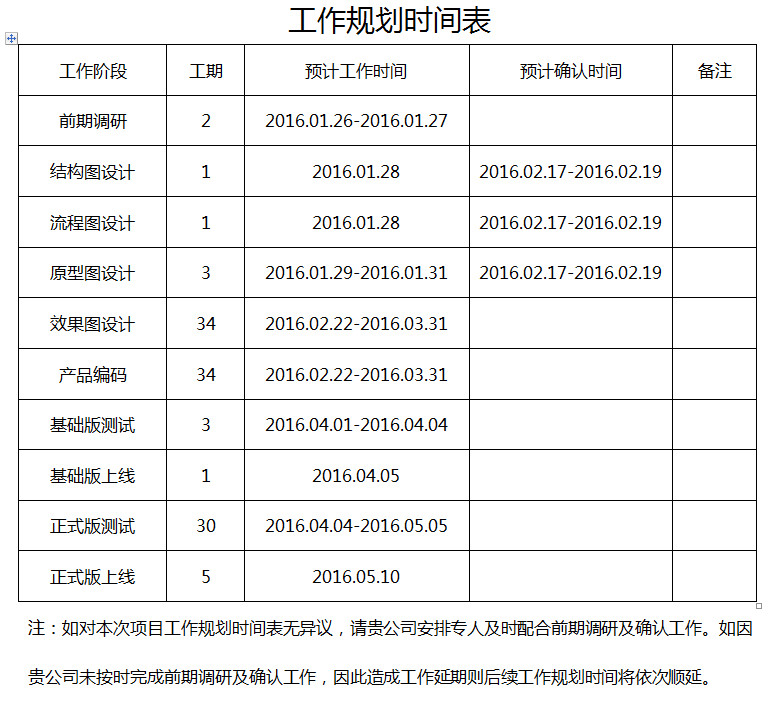 工作规划时间表
工作阶段 工期 预计工作时间 预计确认时间 备注
前期调研 2 2016.01.26-2016.01.27
结构图设计 1 2016.01.28 2016.02.17-2016.02.19
流程图设计 1 2016.01.28 2016.02.17-2016.02.19
原型图设计 3 2016.01.29-2016.01.31 2016.02.17-2016.02.19
效果图设计 34 2016.02.22-2016.03.31
产品编码 34 2016.02.22-2016.03.31
基础版测试 3 2016.04.01-2016.04.04
基础版上线 1 2016.04.05
正式版测试 30 2016.04.04-2016.05.05
正式版上线 5 2016.05.10
注：如对本次项目工作规划时间表无异议，请贵公司安排专人及时配合前期调研及确认工作。如因
贵公司未按时完成前期调研及确认工作，因此造成工作延期则后续工作规划时间将依次顺延。